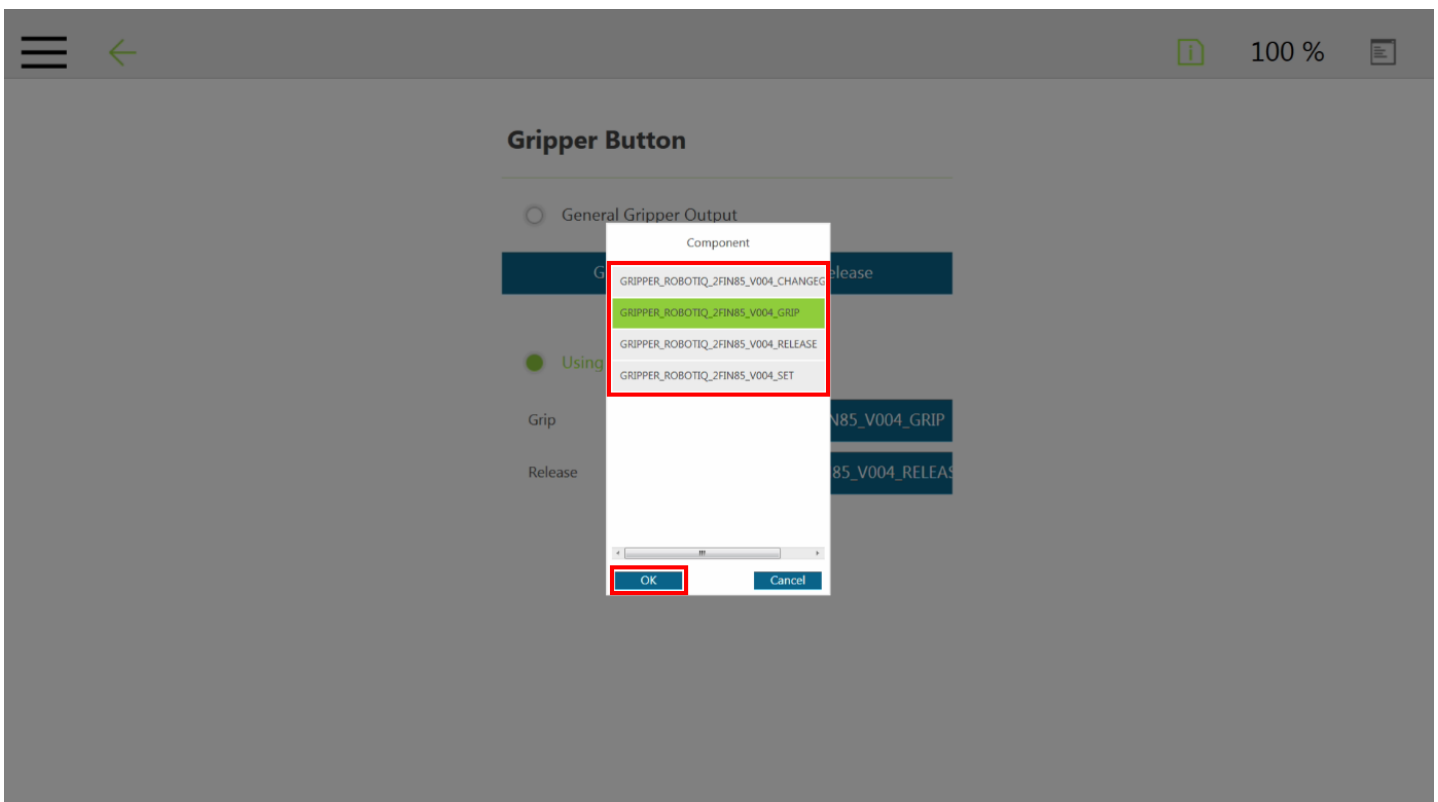 100 %
Gripper Button
General Gripper Output
Component
G
elease
GRIPPER_ROBOTIQ_2FIN85_V004_CHANGEG
GRIPPER_ROBOTIQ_2FIN85_V004_GRIP
GRIPPER_ROBOTIQ_2FIN85_V004_RELEASE
Using
GRIPPER_ROBOTIQ_2FIN85_V004_SET
Grip
N85_V004_GRIP
Release
85_V004_RELEAS
OK
Cancel